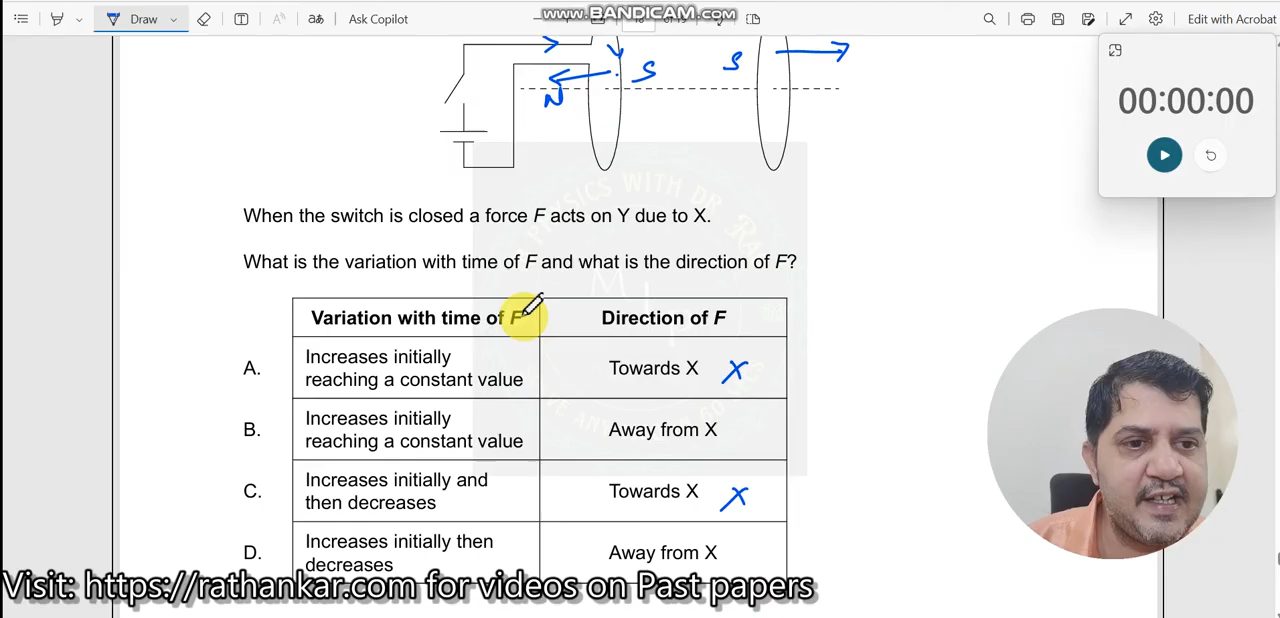 Draw
Ask Copilot
www.BANDICAM.com
Edit with Acrobat
00:00:00
S
S
N
When the switch is closed a force F acts on Y due to X.
What is the variation with time of F and what is the direction of F?
Variation with time of F
Direction of F
A.
Increases initially
reaching a constant value
Towards X
X
B.
Increases initially
reaching a constant value
Away from X
C.
Increases initially and
then decreases
Towards X
X
D.
Increases initially then
decreases
Away from X
PHYSICS WITH DR
Visit: https://rathankar.com for videos on Past papers